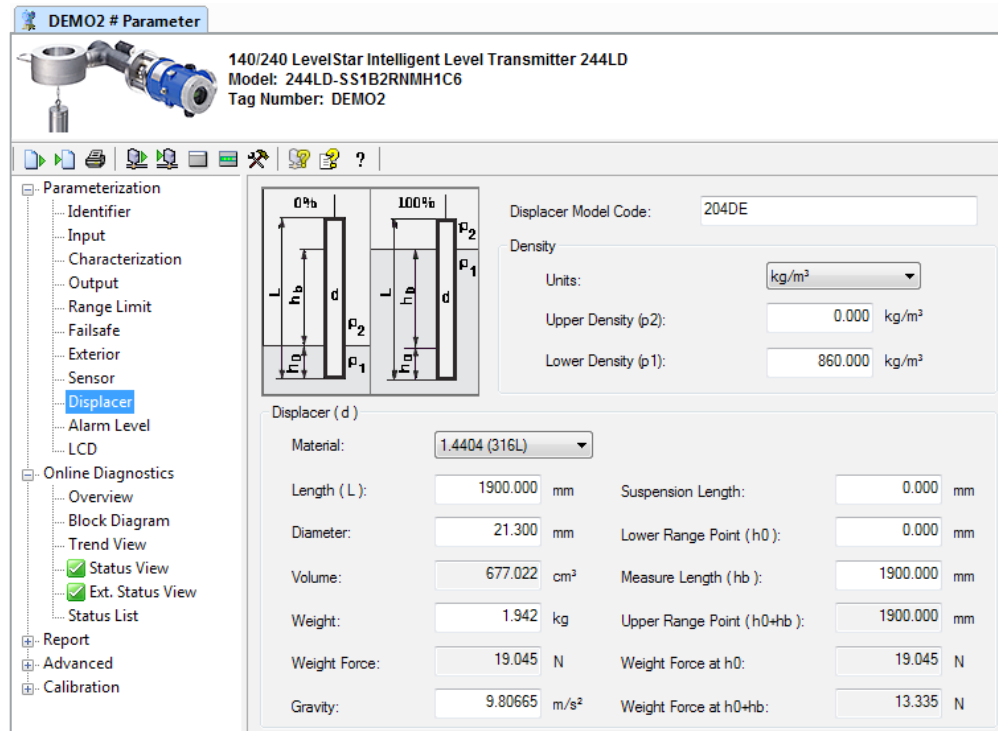 DEMO2 # Parameter
140/240 LevelStar Intelligent Level Transmitter 244LD
Model: 244LD-SS1B2RNMH1C6
Tag Number: DEMO2
?
Parameterization
Identifier
Input
Characterization
Output
Range Limit
Failsafe
Exterior
Sensor
Displacer
Alarm Level
LCD
Online Diagnostics
Overview
Block Diagram
Trend View
Status View
Ext. Status View
Status List
Report
Advanced
Calibration
0% 100%
L hb d p2 p1 h0
L hb d p2 p1 h0
Displacer Model Code: 204DE
Density
Units: kg/m³
Upper Density (p2): 0.000 kg/m³
Lower Density (p1): 860.000 kg/m³
Displacer ( d )
Material: 1.4404 (316L)
Length ( L ): 1900.000 mm Suspension Length: 0.000 mm
Diameter: 21.300 mm Lower Range Point ( h0 ): 0.000 mm
Volume: 677.022 cm³ Measure Length ( hb ): 1900.000 mm
Weight: 1.942 kg Upper Range Point ( h0+hb ): 1900.000 mm
Weight Force: 19.045 N Weight Force at h0: 19.045 N
Gravity: 9.80665 m/s² Weight Force at h0+hb: 13.335 N